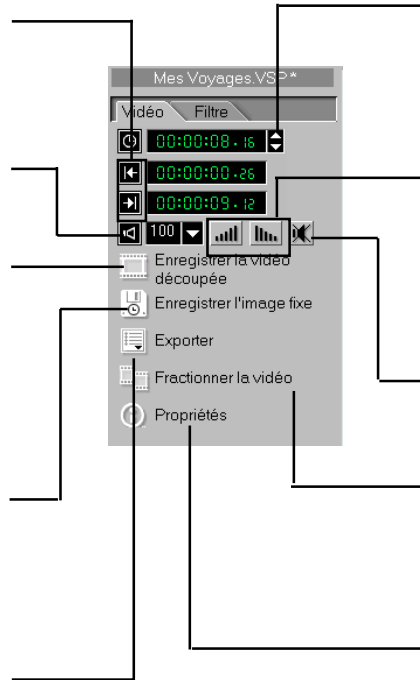 Mes Voyages.VSP*
Vidéo Filtre
00:00:08.16
00:00:00.26
00:00:09.12
100
Enregistrer la vidéo
découpée
Enregistrer l'image fixe
Exporter
Fractionner la vidéo
Propriétés